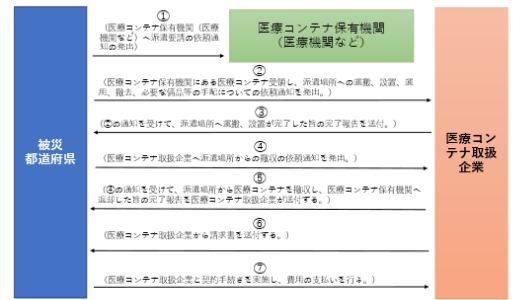 ①
（医療コンテナ保有機関（医療
機関など）へ派遣要請の依頼通
知の発出）
医療コンテナ保有機関
（医療機関など）
②
（医療コンテナ保有機関にある医療コンテナ受領し、派遣場所への運搬、設置、運
用、撤去、必要な備品等の手配についての依頼通知を発出。）
③
（②の通知を受けて、派遣場所へ運搬、設置が完了した旨の完了報告を送付。）
被災
都道府県
医療コン
テナ取扱
企業
④
（医療コンテナ取扱企業へ派遣場所からの撤収の依頼通知を発出。）
⑤
（④の通知を受けて、派遣場所から医療コンテナを撤収し、医療コンテナ保有機関へ
返却した旨の完了報告を医療コンテナ取扱企業が送付する。）
⑥
（医療コンテナ取扱企業から請求書を送付する。）
⑦
（医療コンテナ取扱企業と契約手続きを実施し、費用の支払いを行う。）